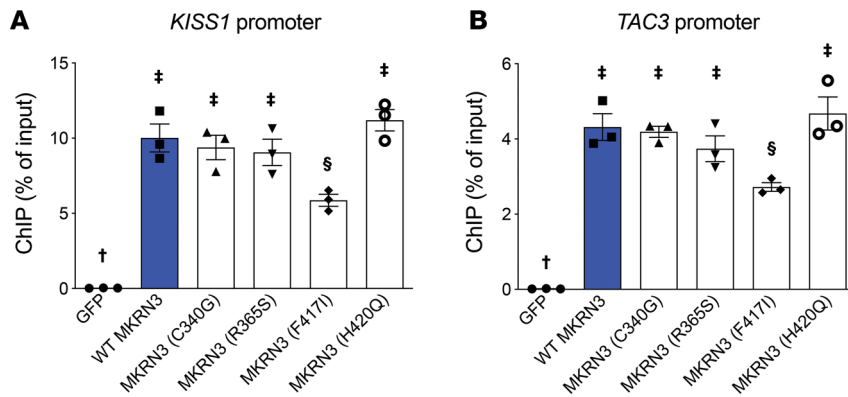 A
KISS1 promoter
ChIP (% of input)
15
10
5
0
†
‡
‡
‡
§
‡
GFP
WT MKRN3
MKRN3 (C340G)
MKRN3 (R365S)
MKRN3 (F417I)
MKRN3 (H420Q)
B
TAC3 promoter
ChIP (% of input)
6
4
2
0
†
‡
‡
‡
§
‡
GFP
WT MKRN3
MKRN3 (C340G)
MKRN3 (R365S)
MKRN3 (F417I)
MKRN3 (H420Q)